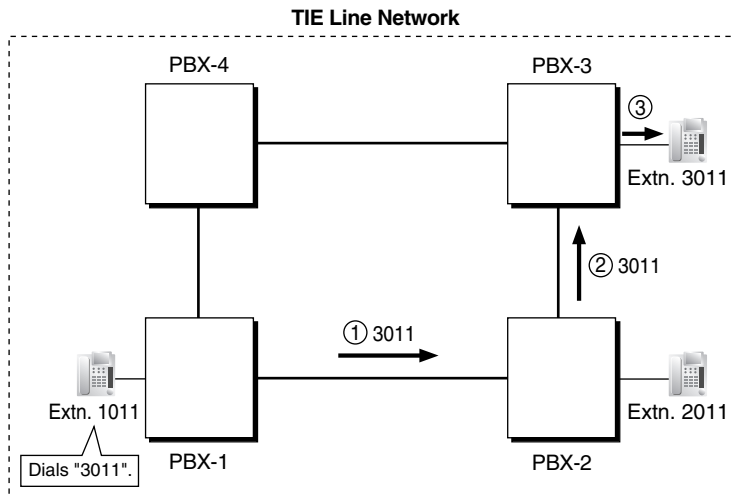 TIE Line Network
PBX-4
PBX-3
③
Extn. 3011
② 3011
① 3011
Extn. 1011
Extn. 2011
PBX-1
PBX-2
Dials "3011".